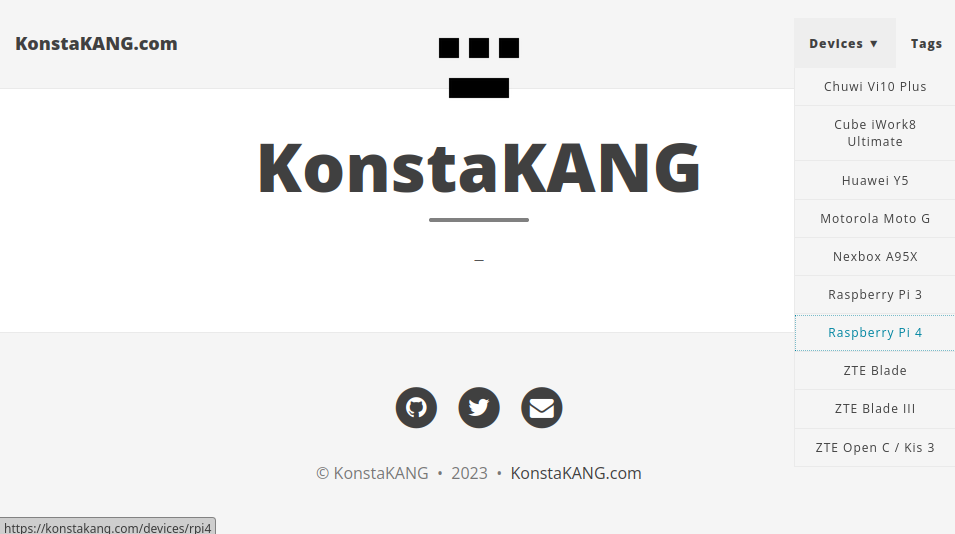 KonstaKANG.com
Devices ▼ Tags
Chuwi Vi10 Plus
Cube iWork8
Ultimate
Huawei Y5
Motorola Moto G
Nexbox A95X
Raspberry Pi 3
Raspberry Pi 4
ZTE Blade
ZTE Blade III
ZTE Open C / Kis 3
KonstaKANG
_
© KonstaKANG • 2023 • KonstaKANG.com
https://konstakang.com/devices/rpi4